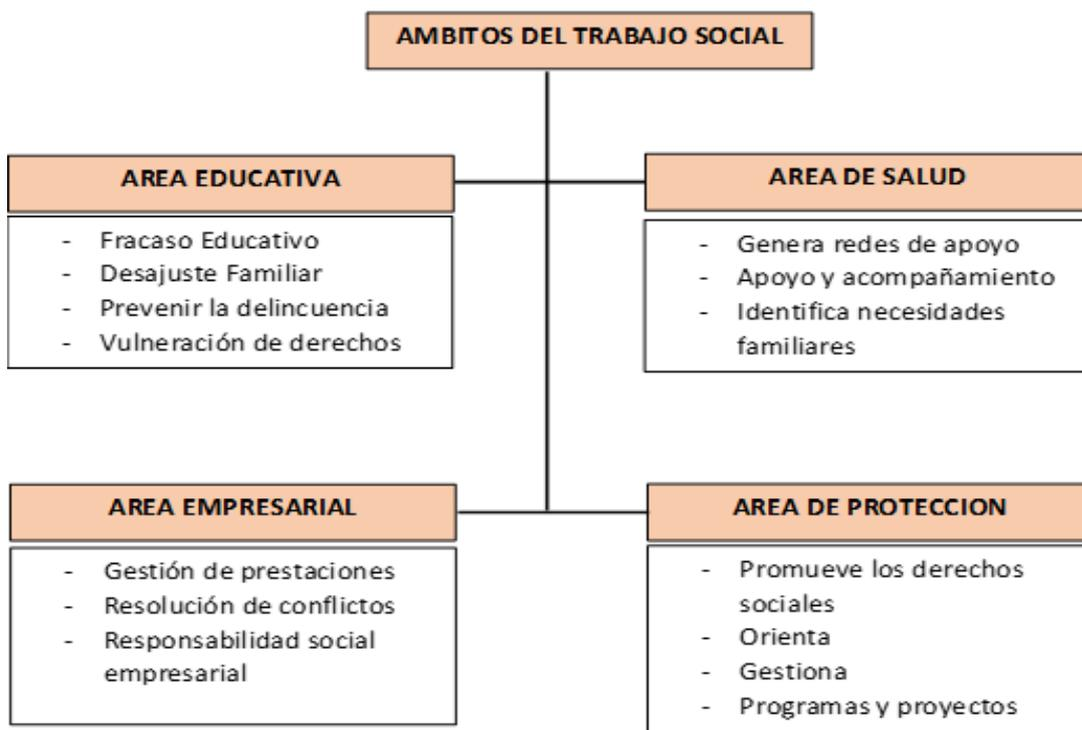 AMBITOS DEL TRABAJO SOCIAL
AREA EDUCATIVA
- Fracaso Educativo
- Desajuste Familiar
- Prevenir la delincuencia
- Vulneración de derechos
AREA DE SALUD
- Genera redes de apoyo
- Apoyo y acompañamiento
- Identifica necesidades
familiares
AREA EMPRESARIAL
- Gestión de prestaciones
- Resolución de conflictos
- Responsabilidad social
empresarial
AREA DE PROTECCION
- Promueve los derechos
sociales
- Orienta
- Gestiona
- Programas y proyectos